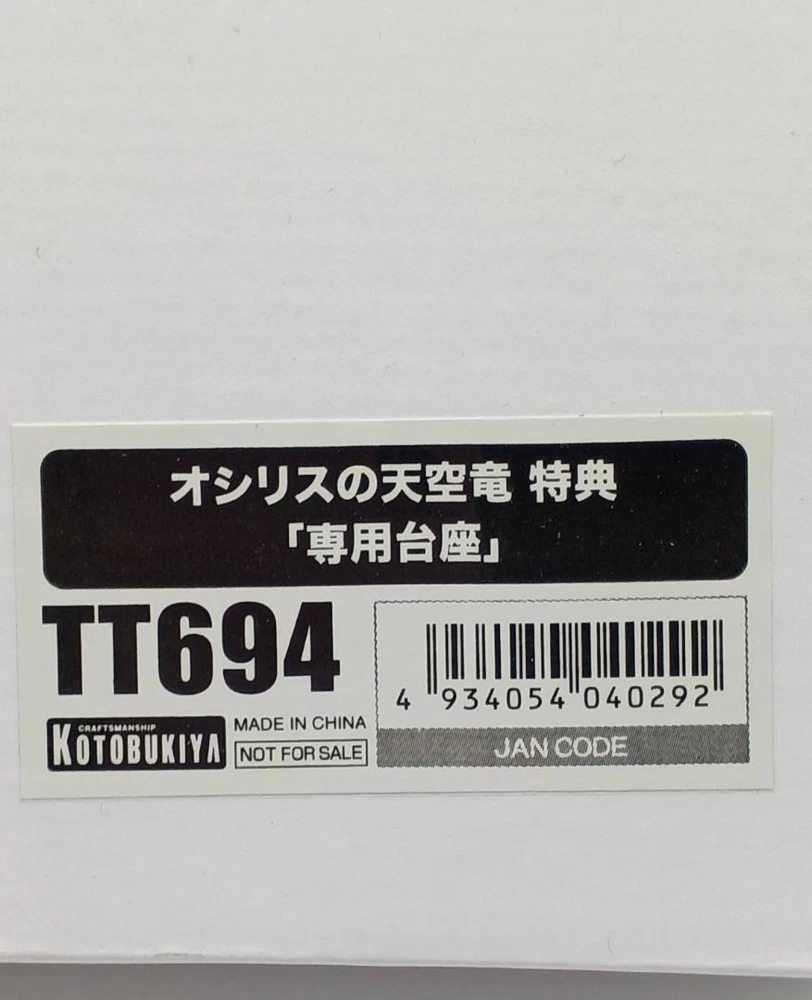 オシリスの天空竜 特典
「専用台座」
TT694
CRAFTSMANSHIP
KOTOBUKIYA
MADE IN CHINA
NOT FOR SALE
4 934054 040292
JAN CODE